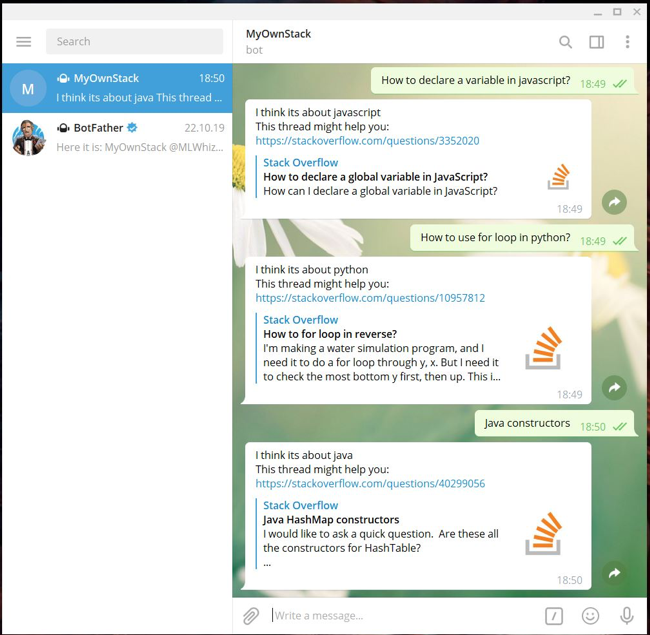 Search
M
MyOwnStack
18:50
I think its about java This thread ...
BotFather
22.10.19
Here it is: MyOwnStack @MLWhiz...
MyOwnStack
bot
How to declare a variable in javascript?
18:49
I think its about javascript
This thread might help you:
https://stackoverflow.com/questions/3352020
Stack Overflow
How to declare a global variable in JavaScript?
How can I declare a global variable in JavaScript?
18:49
How to use for loop in python?
18:49
I think its about python
This thread might help you:
https://stackoverflow.com/questions/10957812
Stack Overflow
How to for loop in reverse?
I'm making a water simulation program, and I
need it to do a for loop through y, x. But I need it
to check the most bottom y first, then up. This i...
18:49
Java constructors
18:50
I think its about java
This thread might help you:
https://stackoverflow.com/questions/40299056
Stack Overflow
Java HashMap constructors
I would like to ask a quick question.  Are these all
the constructors for HashTable?
...
18:50
Write a message...